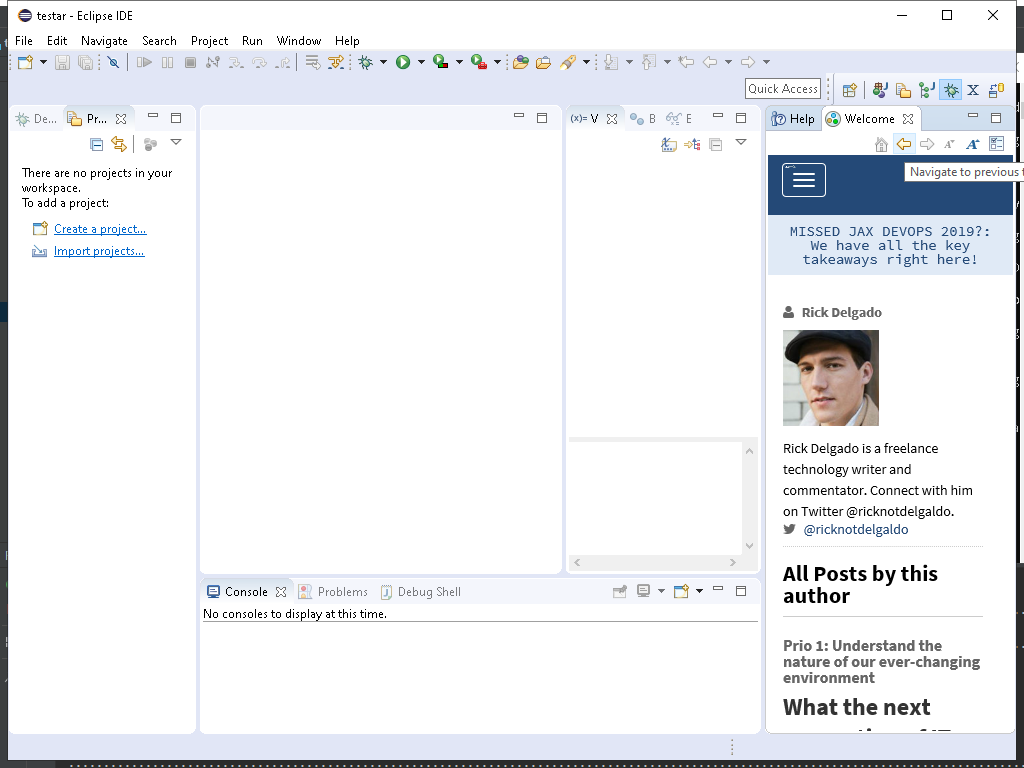 testar - Eclipse IDE
File Edit Navigate Search Project Run Window Help
Quick Access
De...
Pr...
There are no projects in your
workspace.
To add a project:
Create a project...
Import projects...
(x)= V
B
E
Help
Welcome
Navigate to previous
MISSED JAX DEVOPS 2019?:
We have all the key
takeaways right here!
Rick Delgado
Rick Delgado is a freelance
technology writer and
commentator. Connect with him
on Twitter @ricknotdelgaldo.
@ricknotdelgaldo
All Posts by this
author
Prio 1: Understand the
nature of our ever-changing
environment
What the next
Console
Problems
Debug Shell
No consoles to display at this time.